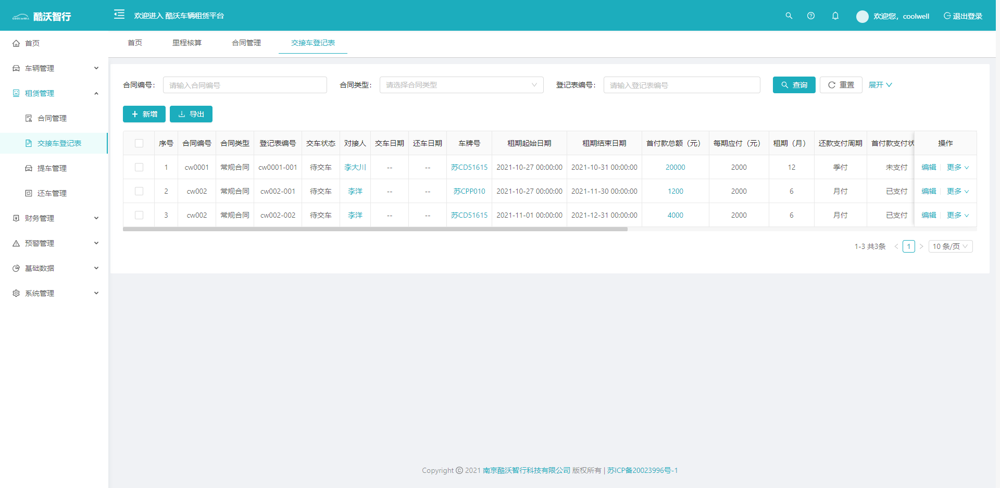 COOLWELL 酷沃智行
欢迎进入 酷沃车辆租赁平台
欢迎您，coolwell
退出登录
首页
车辆管理
租赁管理
合同管理
交接车登记表
提车管理
还车管理
财务管理
预警管理
基础数据
系统管理
首页 里程核算 合同管理 交接车登记表
合同编号： 请输入合同编号 合同类型： 请选择合同类型 登记表编号： 请输入登记表编号 查询 重置 展开
新增 导出
序号 合同编号 合同类型 登记表编号 交车状态 对接人 交车日期 还车日期 车牌号 租期起始日期 租期结束日期 首付款总额（元） 每期应付（元） 租期（月） 还款支付周期 首付款支付状 操作
1 cw0001 常规合同 cw0001-001 待交车 李大川 -- -- 苏CD51615 2021-10-27 00:00:00 2021-10-31 00:00:00 20000 2000 12 季付 未支付 编辑 更多
2 cw002 常规合同 cw002-001 待交车 李洋 -- -- 苏CPP010 2021-10-27 00:00:00 2021-11-30 00:00:00 1200 2000 6 月付 已支付 编辑 更多
3 cw002 常规合同 cw002-002 待交车 李洋 -- -- 苏CD51615 2021-11-01 00:00:00 2021-12-31 00:00:00 4000 2000 6 月付 已支付 编辑 更多
1-3 共3条 < 1 > 10 条/页
Copyright © 2021 南京酷沃智行科技有限公司 版权所有 | 苏ICP备20023996号-1